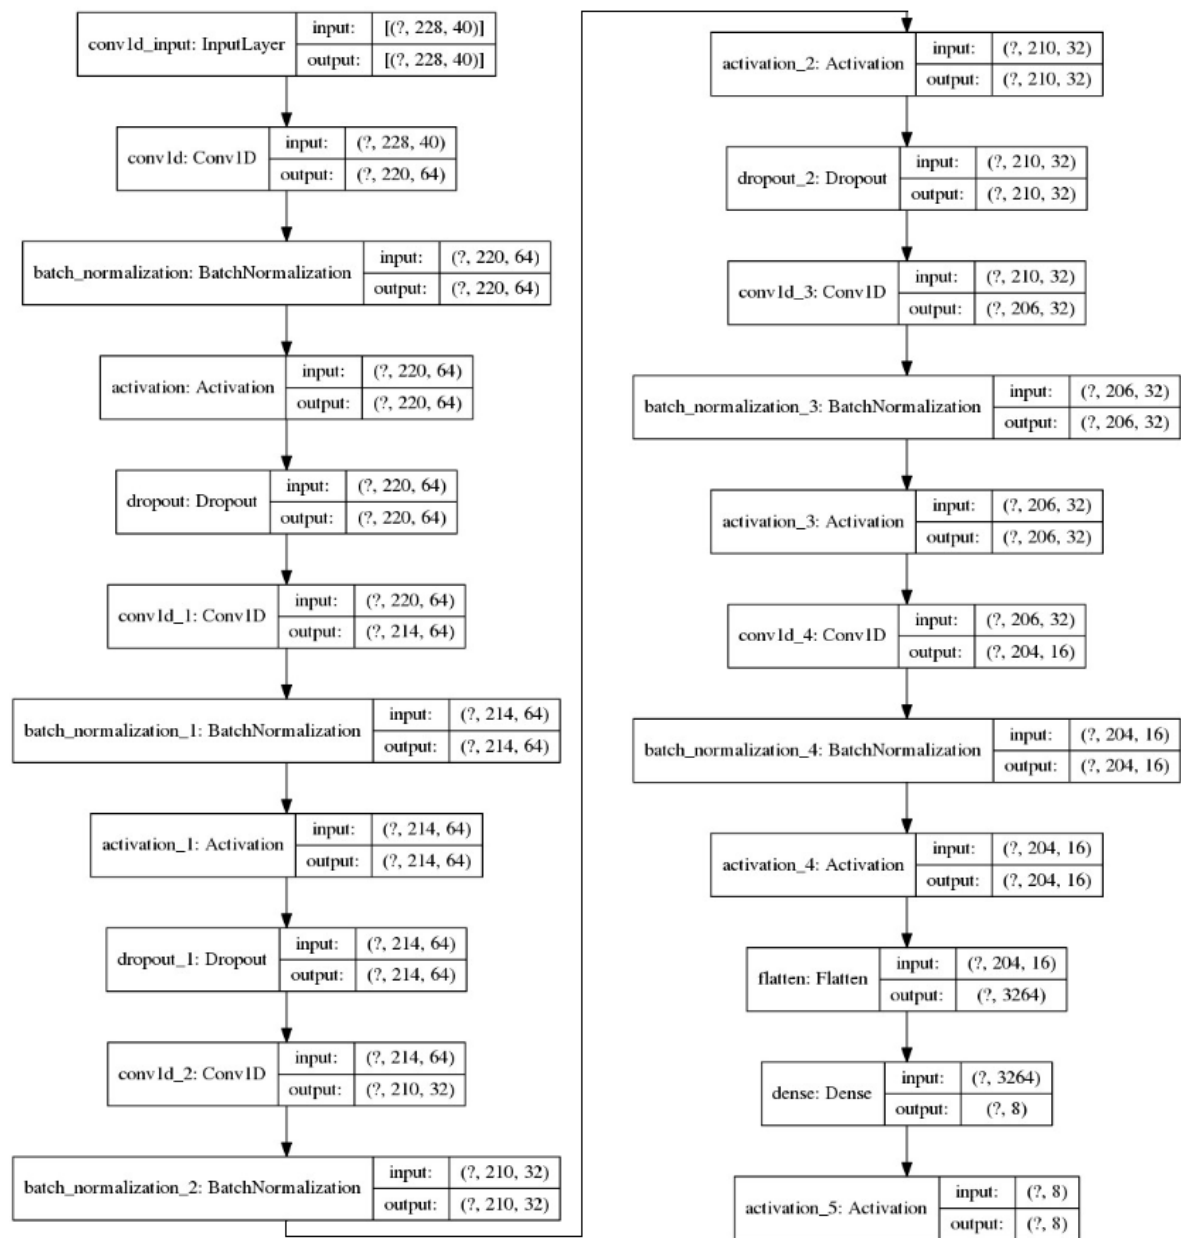 conv1d_input: InputLayer
input: [(?, 228, 40)]
output: [(?, 228, 40)]
conv1d: Conv1D
input: (?, 228, 40)
output: (?, 220, 64)
batch_normalization: BatchNormalization
input: (?, 220, 64)
output: (?, 220, 64)
activation: Activation
input: (?, 220, 64)
output: (?, 220, 64)
dropout: Dropout
input: (?, 220, 64)
output: (?, 220, 64)
conv1d_1: Conv1D
input: (?, 220, 64)
output: (?, 214, 64)
batch_normalization_1: BatchNormalization
input: (?, 214, 64)
output: (?, 214, 64)
activation_1: Activation
input: (?, 214, 64)
output: (?, 214, 64)
dropout_1: Dropout
input: (?, 214, 64)
output: (?, 214, 64)
conv1d_2: Conv1D
input: (?, 214, 64)
output: (?, 210, 32)
batch_normalization_2: BatchNormalization
input: (?, 210, 32)
output: (?, 210, 32)
activation_2: Activation
input: (?, 210, 32)
output: (?, 210, 32)
dropout_2: Dropout
input: (?, 210, 32)
output: (?, 210, 32)
conv1d_3: Conv1D
input: (?, 210, 32)
output: (?, 206, 32)
batch_normalization_3: BatchNormalization
input: (?, 206, 32)
output: (?, 206, 32)
activation_3: Activation
input: (?, 206, 32)
output: (?, 206, 32)
conv1d_4: Conv1D
input: (?, 206, 32)
output: (?, 204, 16)
batch_normalization_4: BatchNormalization
input: (?, 204, 16)
output: (?, 204, 16)
activation_4: Activation
input: (?, 204, 16)
output: (?, 204, 16)
flatten: Flatten
input: (?, 204, 16)
output: (?, 3264)
dense: Dense
input: (?, 3264)
output: (?, 8)
activation_5: Activation
input: (?, 8)
output: (?, 8)